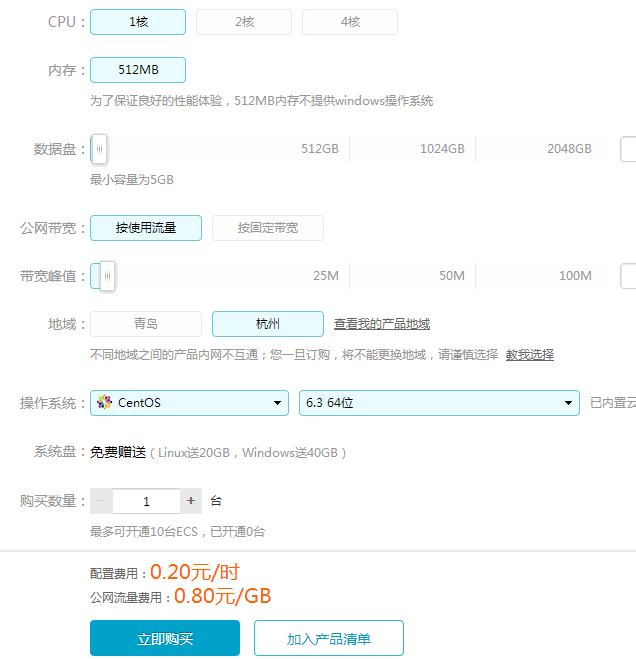 CPU： 1核 2核 4核
内存： 512MB
为了保证良好的性能体验，512MB内存不提供windows操作系统
数据盘： 512GB 1024GB 2048GB
最小容量为5GB
公网带宽： 按使用流量 按固定带宽
带宽峰值： 25M 50M 100M
地域： 青岛 杭州 查看我的产品地域
不同地域之间的产品内网不互通；您一旦订购，将不能更换地域，请谨慎选择 教我选择
操作系统： CentOS 6.3 64位 已内置云
系统盘： 免费赠送（Linux送20GB，Windows送40GB）
购买数量： － 1 + 台
最多可开通10台ECS，已开通0台
配置费用：0.20元/时
公网流量费用：0.80元/GB
立即购买 加入产品清单